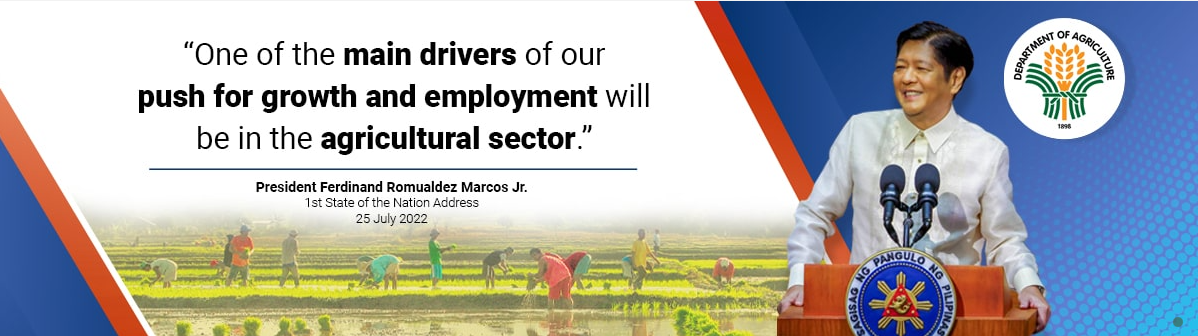 “One of the main drivers of our
push for growth and employment will
be in the agricultural sector.”
President Ferdinand Romualdez Marcos Jr.
1st State of the Nation Address
25 July 2022
DEPARTMENT OF AGRICULTURE
1898
SAGISAG NG PANGULO NG PILIPINAS